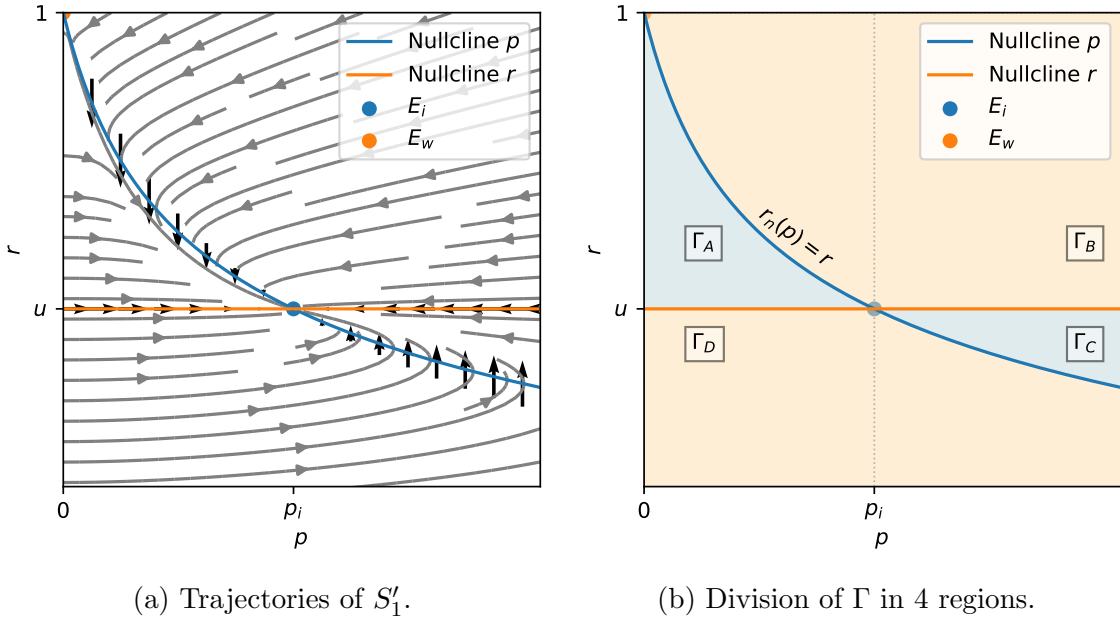 1
r
u
0
p_i
p
Nullcline p
Nullcline r
E_i
E_w
(a) Trajectories of S′_1.
1
r
u
0
p_i
p
Nullcline p
Nullcline r
E_i
E_w
r_n(p) = r
Γ_A
Γ_B
Γ_D
Γ_C
(b) Division of Γ in 4 regions.